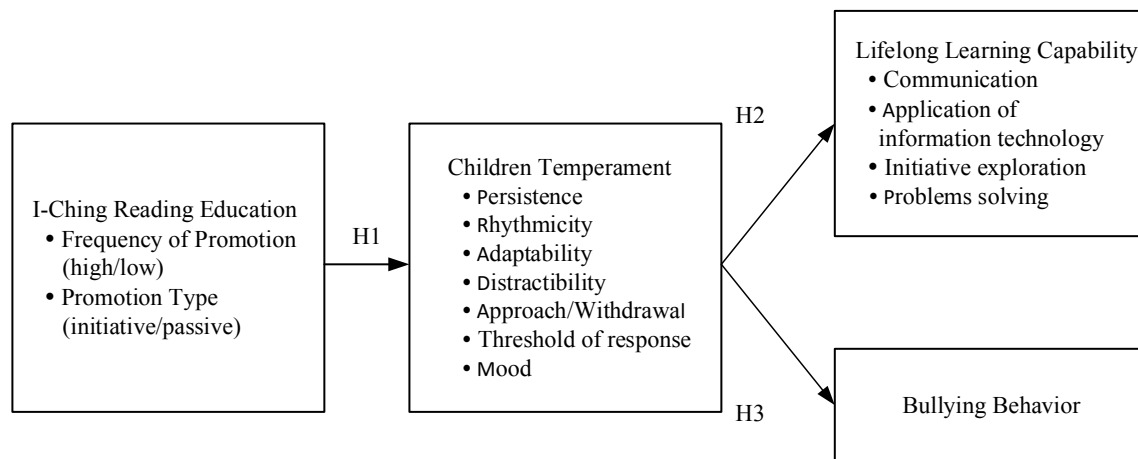 I-Ching Reading Education
• Frequency of Promotion
(high/low)
• Promotion Type
(initiative/passive)
H1
Children Temperament
• Persistence
• Rhythmicity
• Adaptability
• Distractibility
• Approach/Withdrawal
• Threshold of response
• Mood
H2
Lifelong Learning Capability
• Communication
• Application of
information technology
• Initiative exploration
• Problems solving
H3
Bullying Behavior